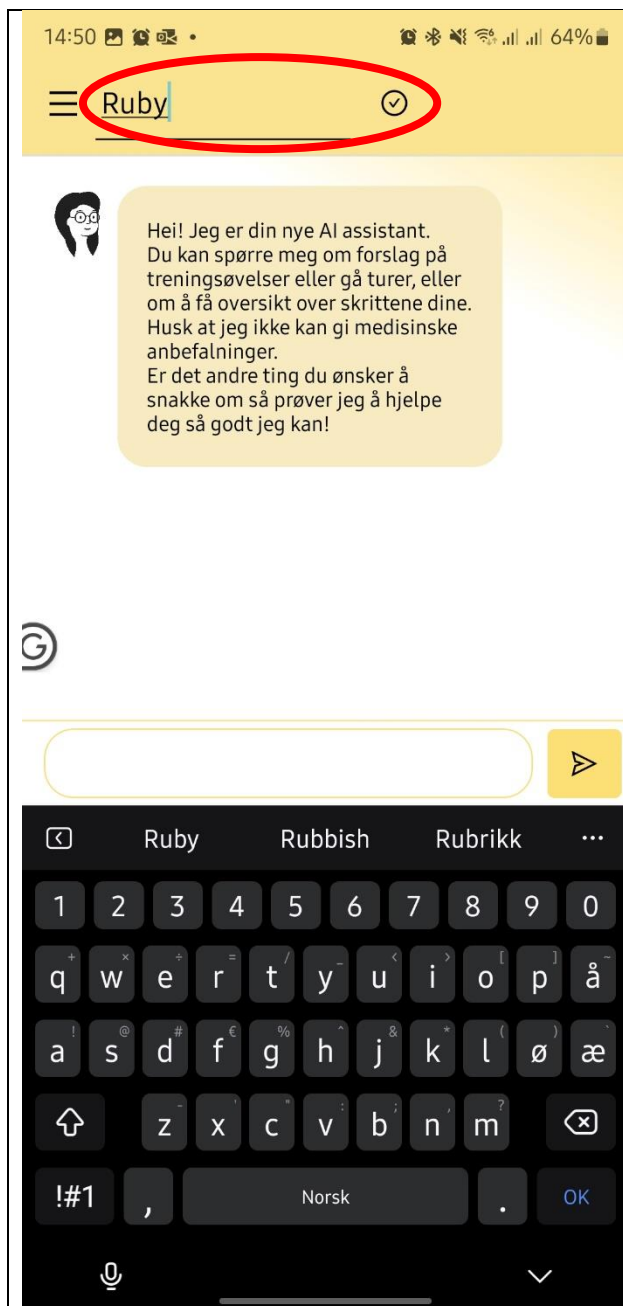 14:50 64%
Ruby
Hei! Jeg er din nye AI assistant.
Du kan spørre meg om forslag på
treningsøvelser eller gå turer, eller
om å få oversikt over skrittene dine.
Husk at jeg ikke kan gi medisinske
anbefalninger.
Er det andre ting du ønsker å
snakke om så prøver jeg å hjelpe
deg så godt jeg kan!
G
Ruby Rubbish Rubrikk ...
1 2 3 4 5 6 7 8 9 0
+ × ÷ = / _ < > [ ]
q w e r t y u i o p å ~
! @ # € % ^ & * ( ) `
a s d f g h j k l ø æ
- ' " : ; , ?
z x c v b n m
!#1 , Norsk . OK